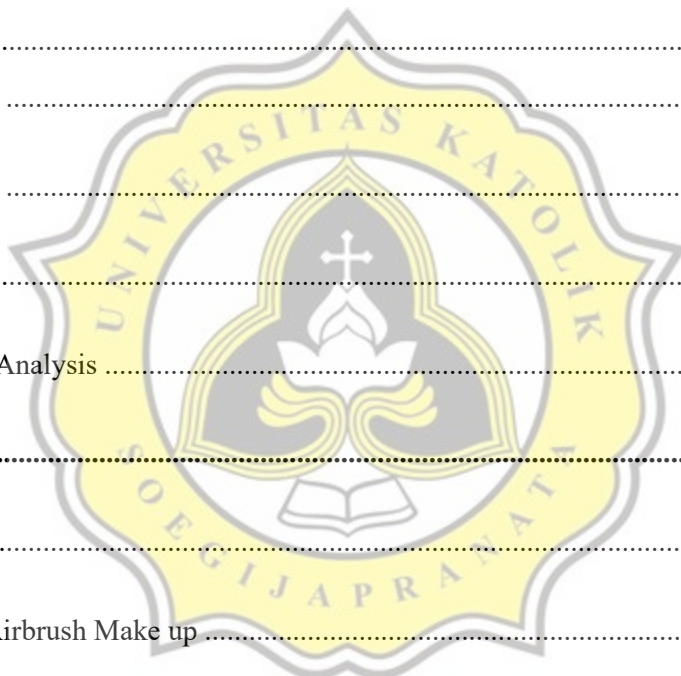 ..................................................................................................
..................................................................................................
UNIVERSITAS KATOLIK
..................................................................................................
..................................................................................................
Analysis ..................................................................................
..................................................................................................
SOEGIJAPRANATA
..................................................................................................
Airbrush Make up ..................................................................